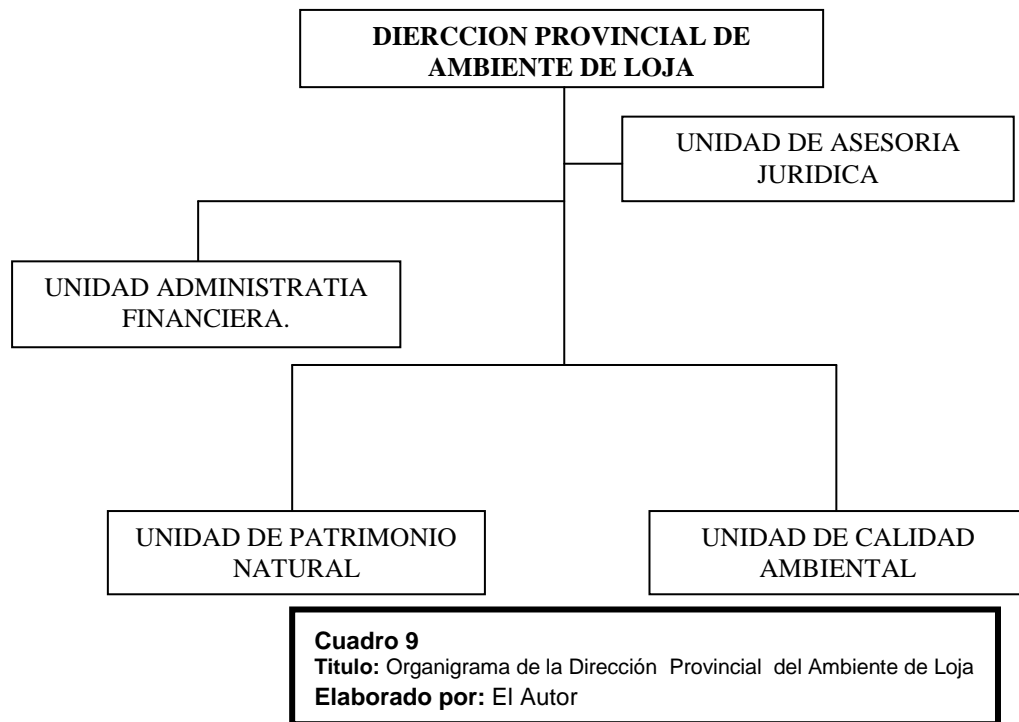 DIERCCION PROVINCIAL DE
AMBIENTE DE LOJA
UNIDAD DE ASESORIA
JURIDICA
UNIDAD ADMINISTRATIA
FINANCIERA.
UNIDAD DE PATRIMONIO
NATURAL
UNIDAD DE CALIDAD
AMBIENTAL
Cuadro 9
Titulo: Organigrama de la Dirección Provincial del Ambiente de Loja
Elaborado por: El Autor